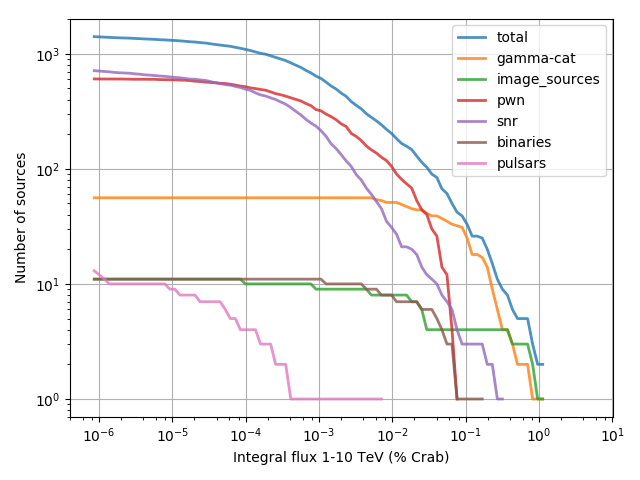 total
gamma-cat
image_sources
pwn
snr
binaries
pulsars
Number of sources
10³
10²
10¹
10⁰
10⁻⁶ 10⁻⁵ 10⁻⁴ 10⁻³ 10⁻² 10⁻¹ 10⁰ 10¹
Integral flux 1-10 TeV (% Crab)